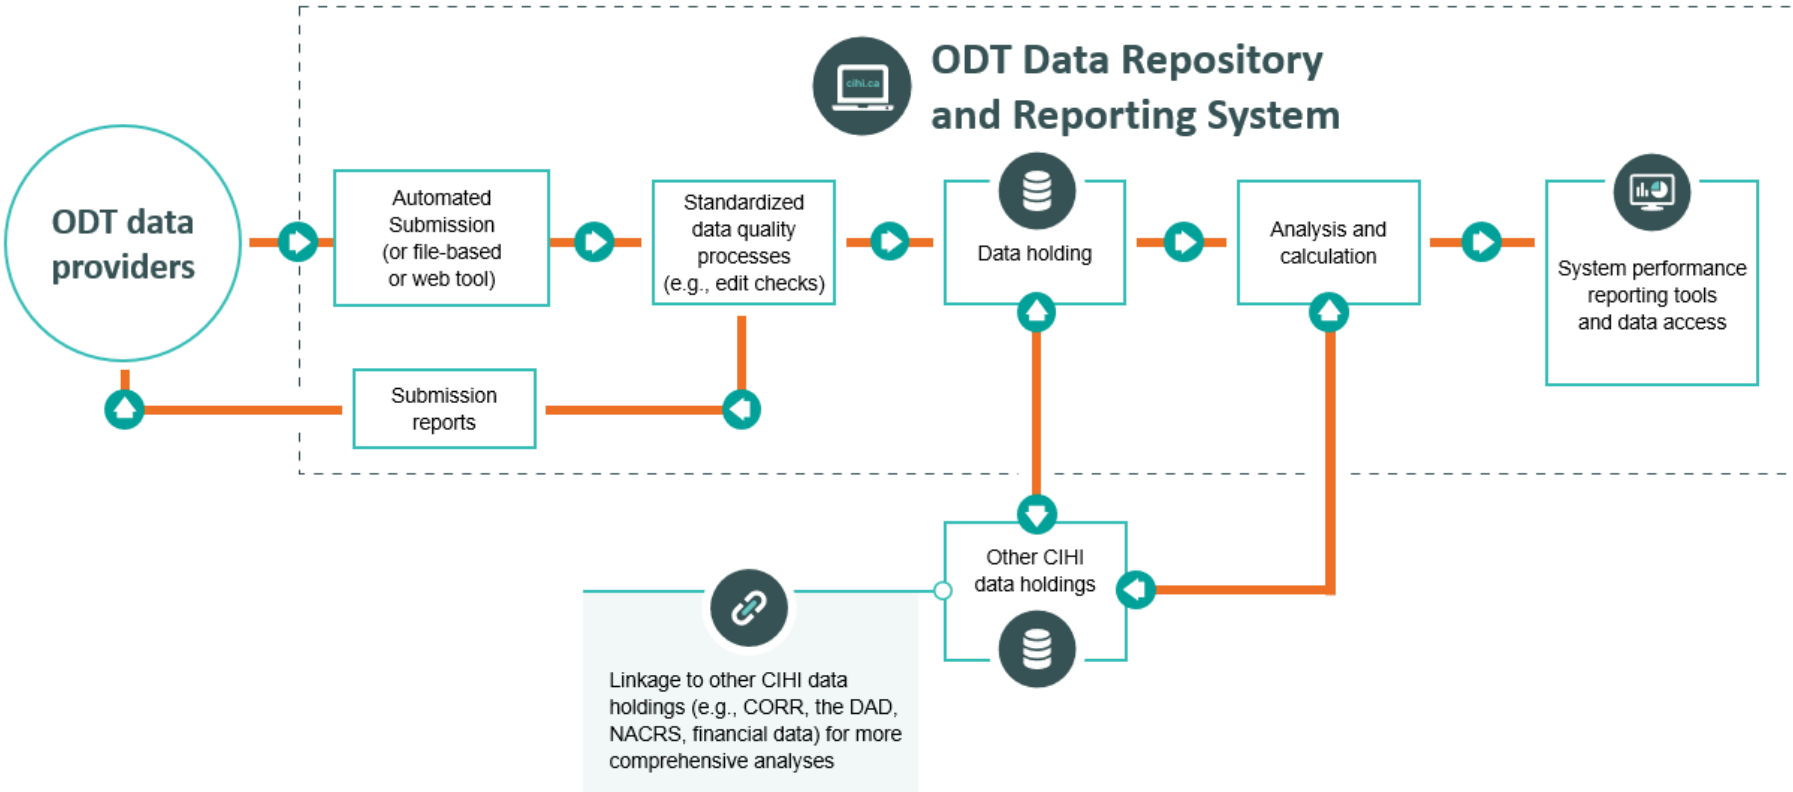 cihi.ca
ODT Data Repository
and Reporting System
ODT data
providers
Automated
Submission
(or file-based
or web tool)
Standardized
data quality
processes
(e.g., edit checks)
Data holding
Analysis and
calculation
System performance
reporting tools
and data access
Submission
reports
Other CIHI
data holdings
Linkage to other CIHI data
holdings (e.g., CORR, the DAD,
NACRS, financial data) for more
comprehensive analyses